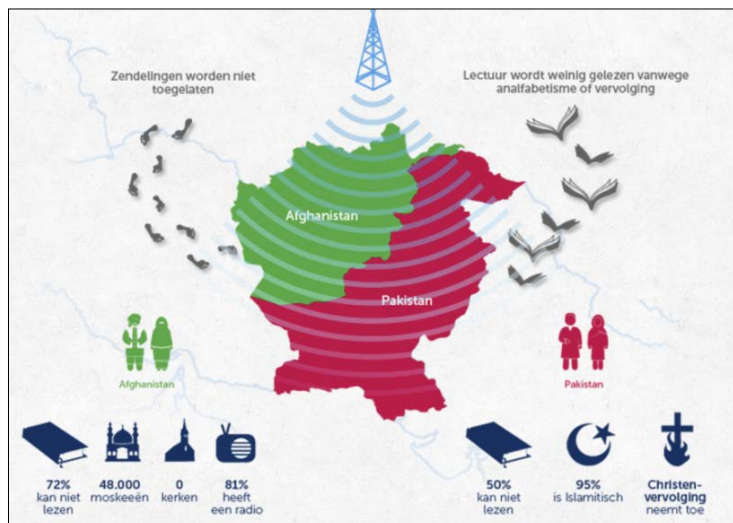 Zendelingen worden niet
toegelaten
Lectuur wordt weinig gelezen vanwege
analfabetisme of vervolging
Afghanistan
Pakistan
Afghanistan
Pakistan
72%
kan niet
lezen
48.000
moskeeën
0
kerken
81%
heeft
een radio
50%
kan niet
lezen
95%
is Islamitisch
Christen-
vervolging
neemt toe